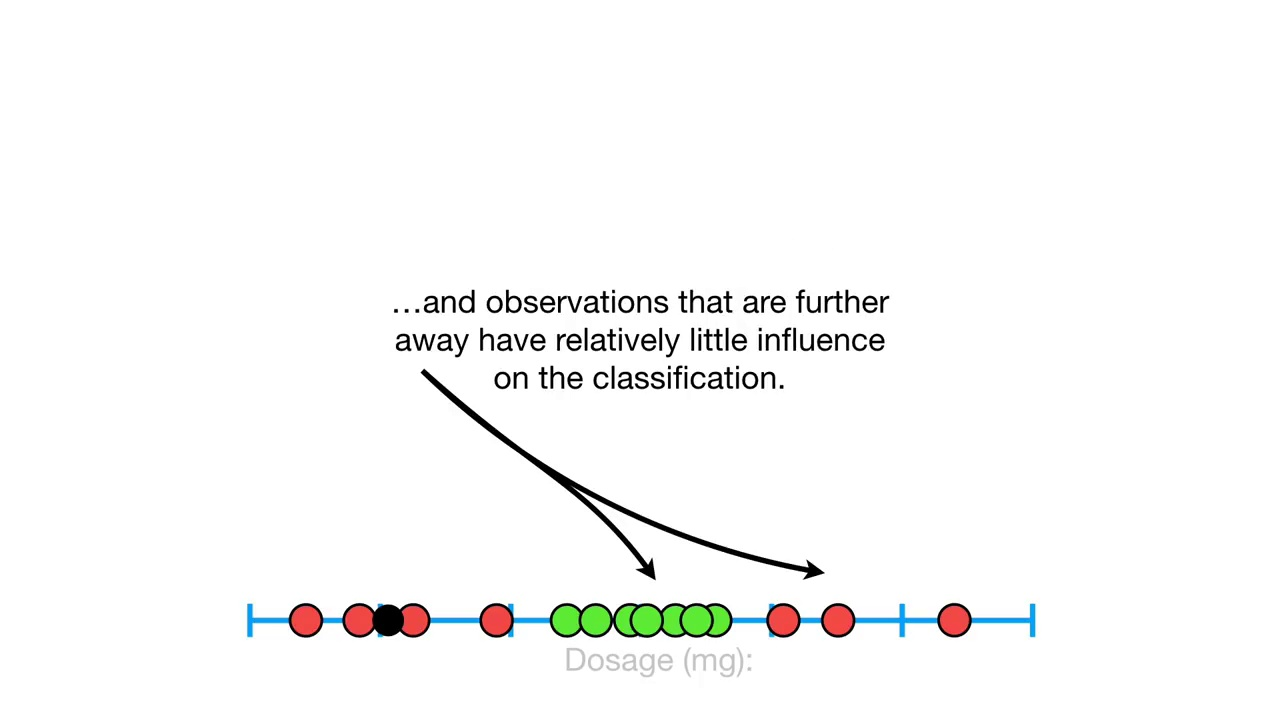 …and observations that are further
away have relatively little influence
on the classification.
Dosage (mg):